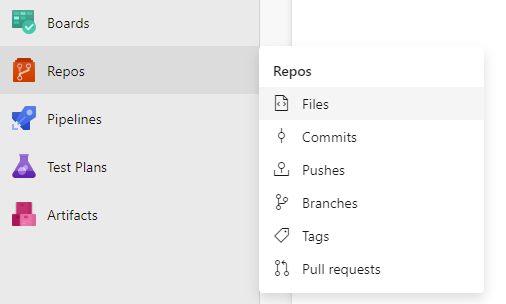 Boards
Repos
Pipelines
Test Plans
Artifacts
Repos
Files
Commits
Pushes
Branches
Tags
Pull requests